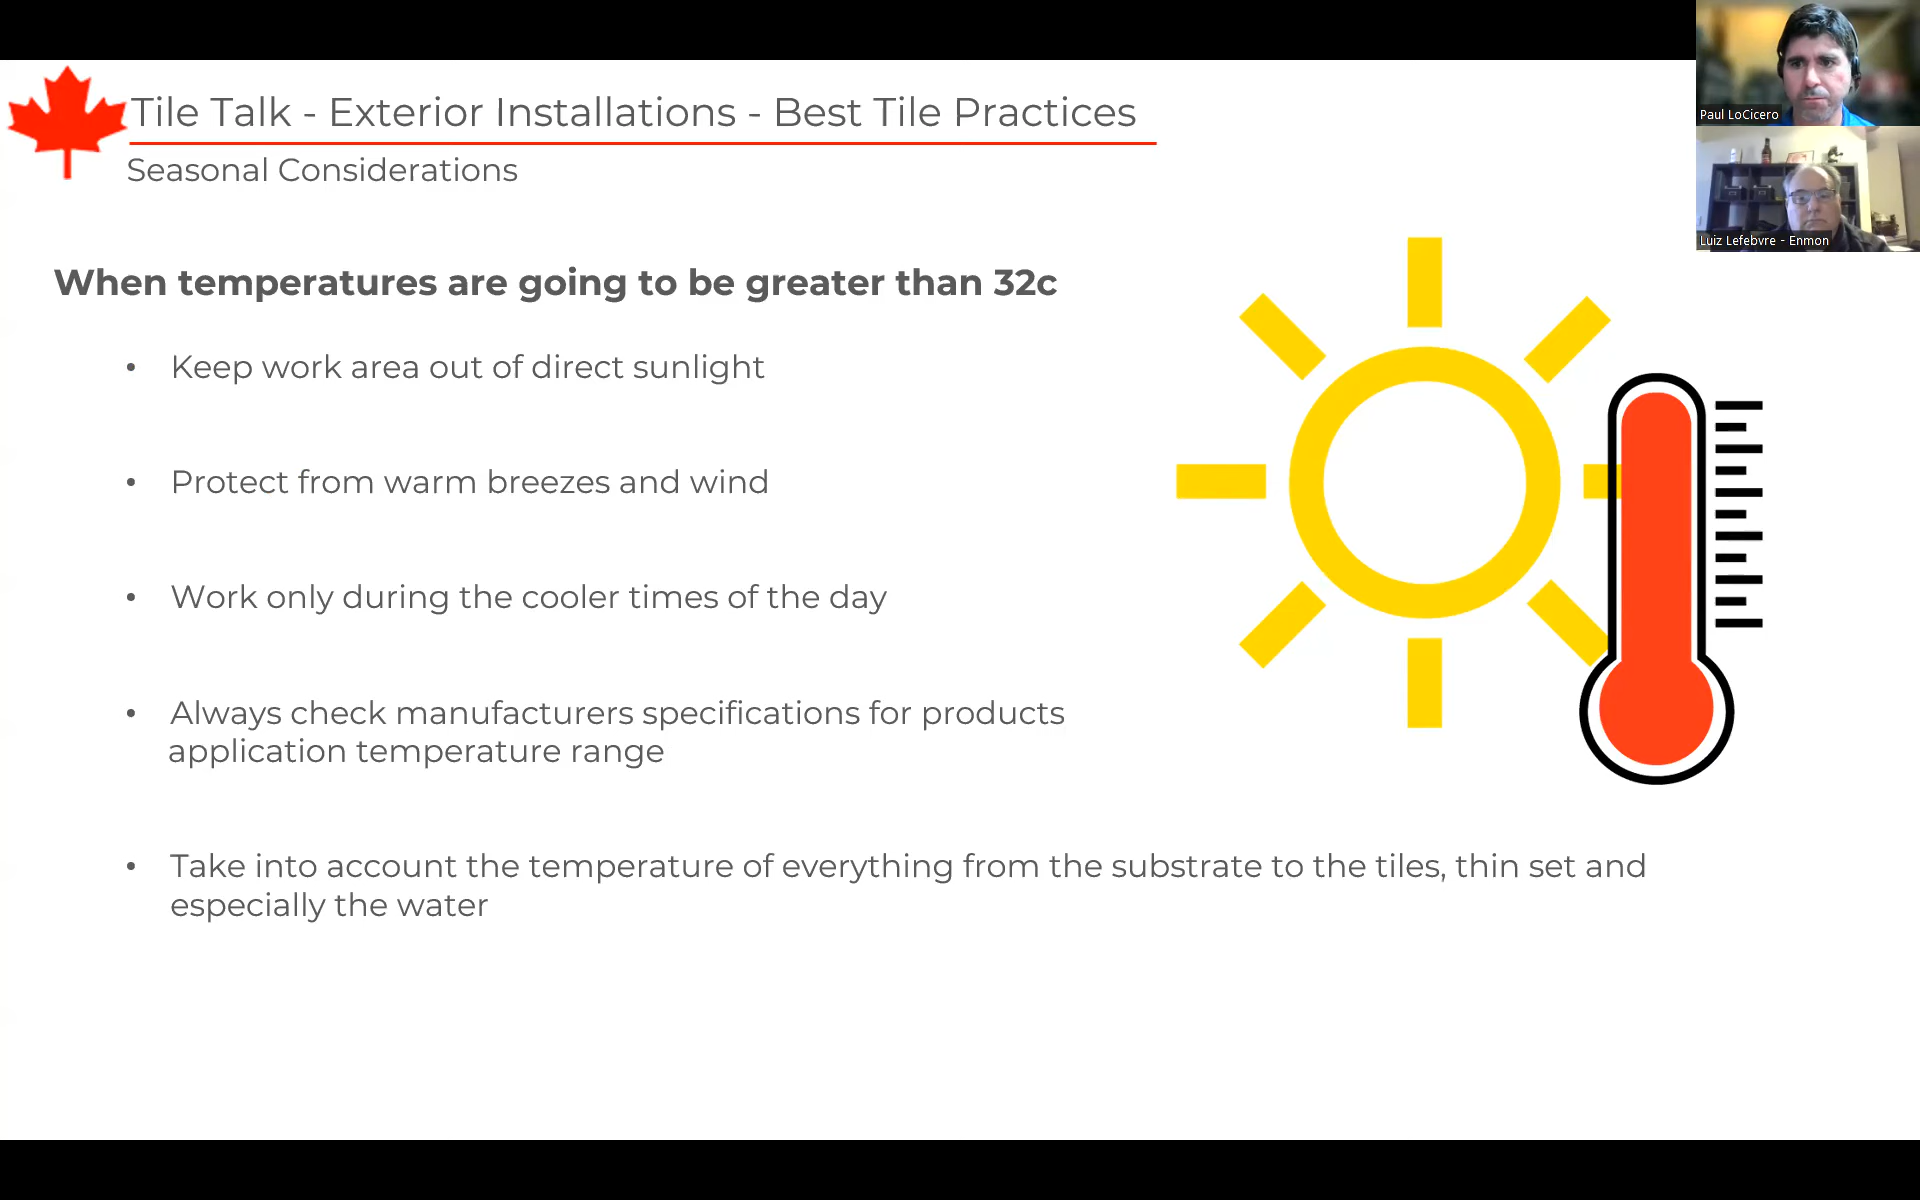 Tile Talk - Exterior Installations - Best Tile Practices
Seasonal Considerations
Paul LoCicero
Luiz Lefebvre - Enmon
When temperatures are going to be greater than 32c
• Keep work area out of direct sunlight
• Protect from warm breezes and wind
• Work only during the cooler times of the day
• Always check manufacturers specifications for products
application temperature range
• Take into account the temperature of everything from the substrate to the tiles, thin set and
especially the water